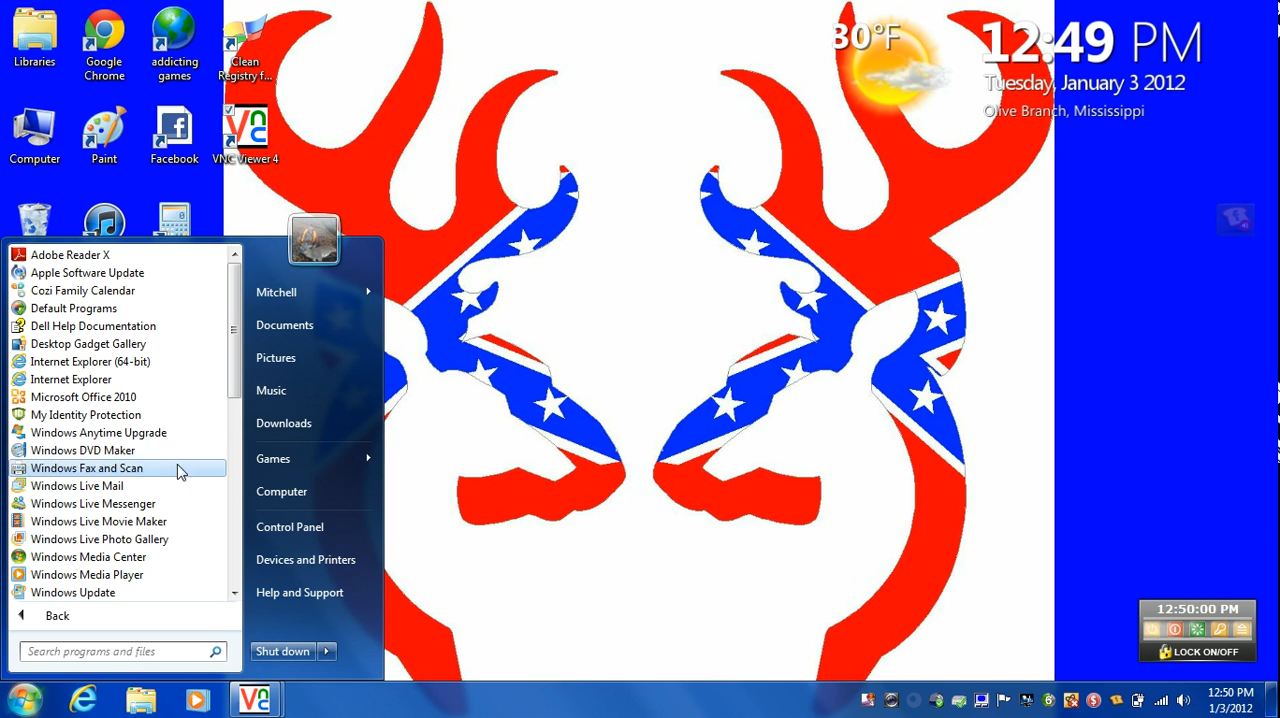 Libraries
Google Chrome
addicting games
Clean Registry f...
Computer
Paint
Facebook
VNC Viewer 4
30°F
12:49 PM
Tuesday, January 3 2012
Olive Branch, Mississippi
Adobe Reader X
Apple Software Update
Cozi Family Calendar
Default Programs
Dell Help Documentation
Desktop Gadget Gallery
Internet Explorer (64-bit)
Internet Explorer
Microsoft Office 2010
My Identity Protection
Windows Anytime Upgrade
Windows DVD Maker
Windows Fax and Scan
Windows Live Mail
Windows Live Messenger
Windows Live Movie Maker
Windows Live Photo Gallery
Windows Media Center
Windows Media Player
Windows Update
Back
Search programs and files
Mitchell
Documents
Pictures
Music
Downloads
Games
Computer
Control Panel
Devices and Printers
Help and Support
Shut down
12:50:00 PM
LOCK ON/OFF
12:50 PM
1/3/2012